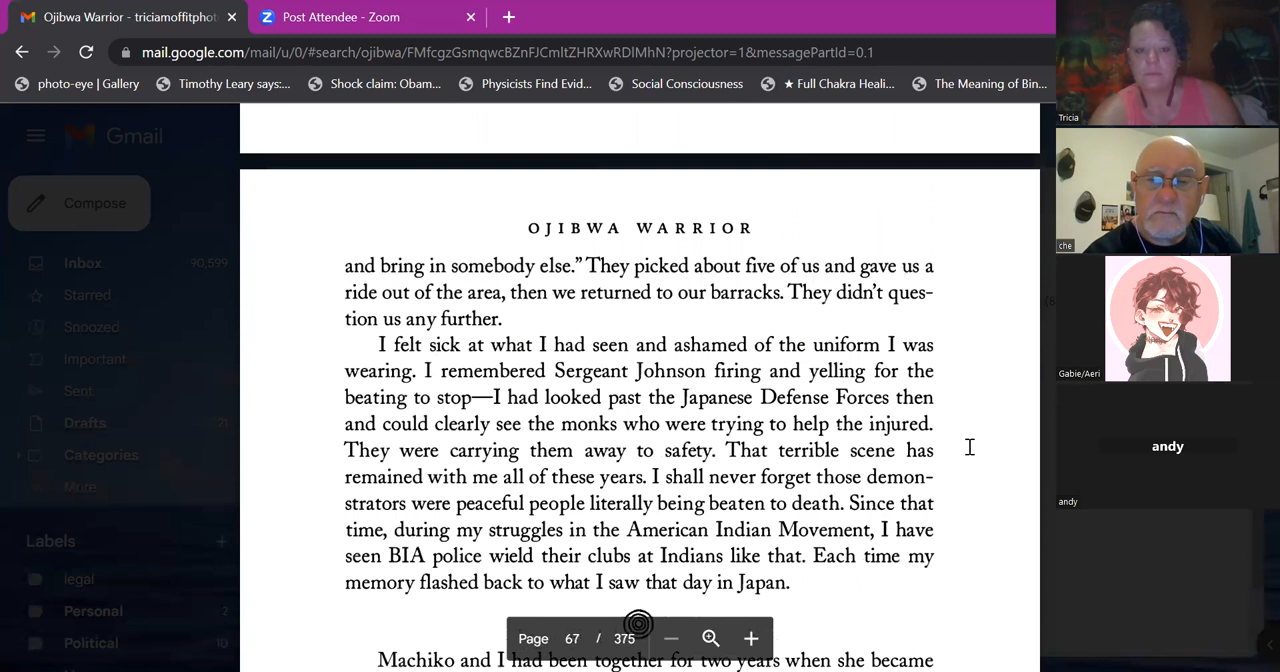 Ojibwa Warrior - triciamoffitphot
Post Attendee - Zoom
mail.google.com/mail/u/0/#search/ojibwa/FMfcgzGsmqwcBZnFJCmltZHRXwRDlMhN?projector=1&messagePartId=0.1
photo-eye | Gallery
Timothy Leary says:...
Shock claim: Obam...
Physicists Find Evid...
Social Consciousness
★ Full Chakra Heali...
The Meaning of Bin...
Gmail
Compose
Inbox 90,599
Starred
Snoozed
Important
Sent
Drafts 21
Categories
More
Labels +
legal
Personal 2
Political 10
OJIBWA WARRIOR
and bring in somebody else.” They picked about five of us and gave us a
ride out of the area, then we returned to our barracks. They didn’t ques-
tion us any further.
I felt sick at what I had seen and ashamed of the uniform I was
wearing. I remembered Sergeant Johnson firing and yelling for the
beating to stop—I had looked past the Japanese Defense Forces then
and could clearly see the monks who were trying to help the injured.
They were carrying them away to safety. That terrible scene has
remained with me all of these years. I shall never forget those demon-
strators were peaceful people literally being beaten to death. Since that
time, during my struggles in the American Indian Movement, I have
seen BIA police wield their clubs at Indians like that. Each time my
memory flashed back to what I saw that day in Japan.
Machiko and I had been together for two years when she became
Page 67 / 375
Tricia
che
Gabie/Aeri
andy
andy